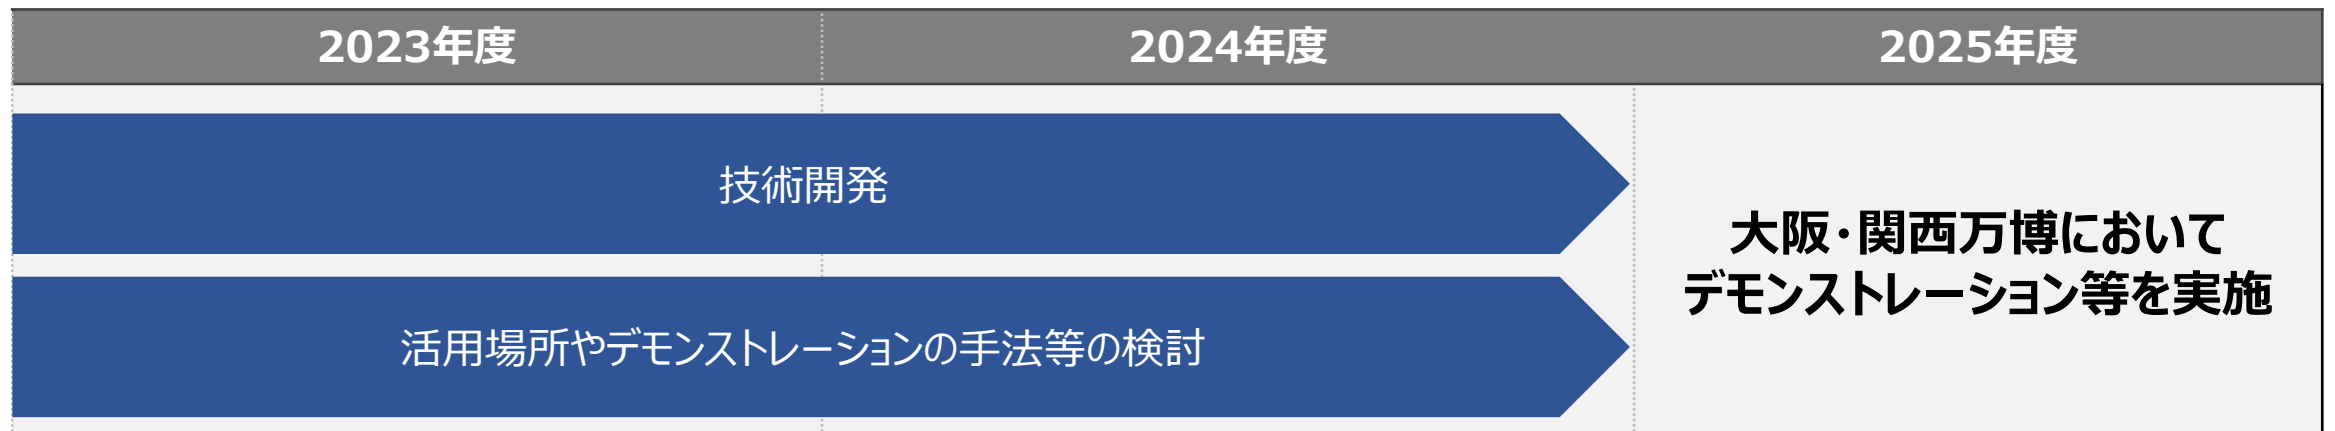 2023年度
2024年度
2025年度
技術開発
活用場所やデモンストレーションの手法等の検討
大阪・関西万博において
デモンストレーション等を実施